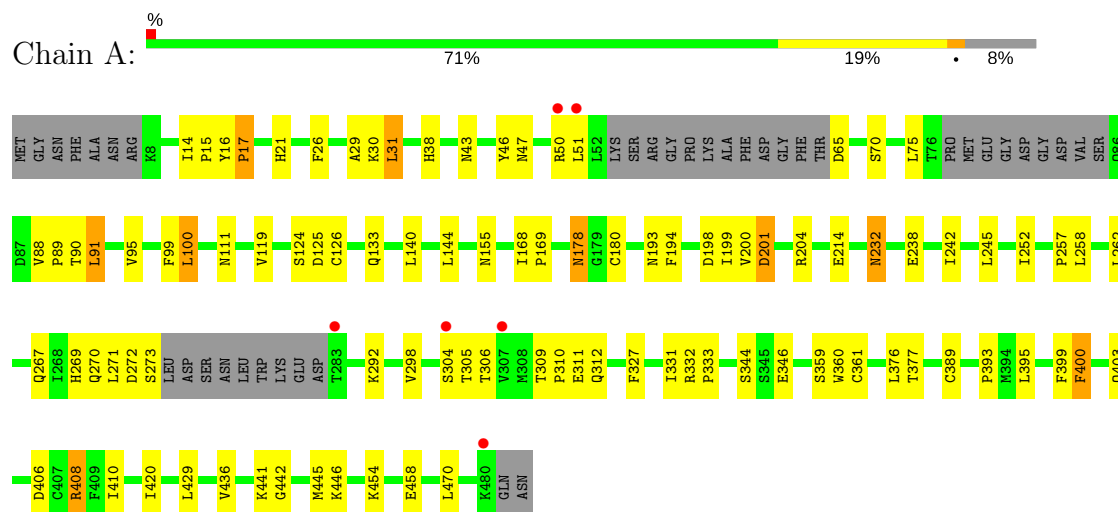 %
Chain A:
71% 19% • 8%
MET GLY ASN PHE ALA ASN ARG K8 I14 P15 Y16 P17 H21 F26 A29 K30 L31 H38 N43 Y46 N47 R50 L51 L52 LYS SER ARG GLY PRO LYS ALA PHE ASP GLY PHE THR D65 S70 L75 T76 PRO MET GLU GLY ASP GLY ASP VAL SER
D87 V88 P89 T90 L91 V95 F99 L100 N111 V119 S124 D125 C126 Q133 L140 L144 N155 I168 P169 N178 G179 C180 N193 F194 D198 I199 V200 D201 R204 E214 N232 E238 I242 L245 I252 P257 L258
Q267 I268 H269 Q270 L271 D272 S273 LEU ASP SER ASN LEU TRP LYS GLU ASP T283 K292 V298 S304 T305 T306 V307 M308 T309 P310 E311 Q312 F327 I331 R332 P333 S344 S345 E346 S359 W360 C361 L376 T377 C389 P393 M394 L395 F399 F400
D406 C407 R408 F409 I410 I420 L429 V436 K441 G442 M445 K446 K454 E458 L470 K480 GLN ASN